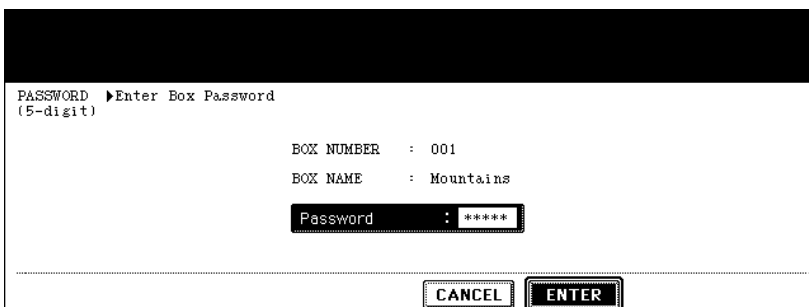 PASSWORD ▶Enter Box Password
(5-digit)
BOX NUMBER : 001
BOX NAME : Mountains
Password : *****
CANCEL ENTER